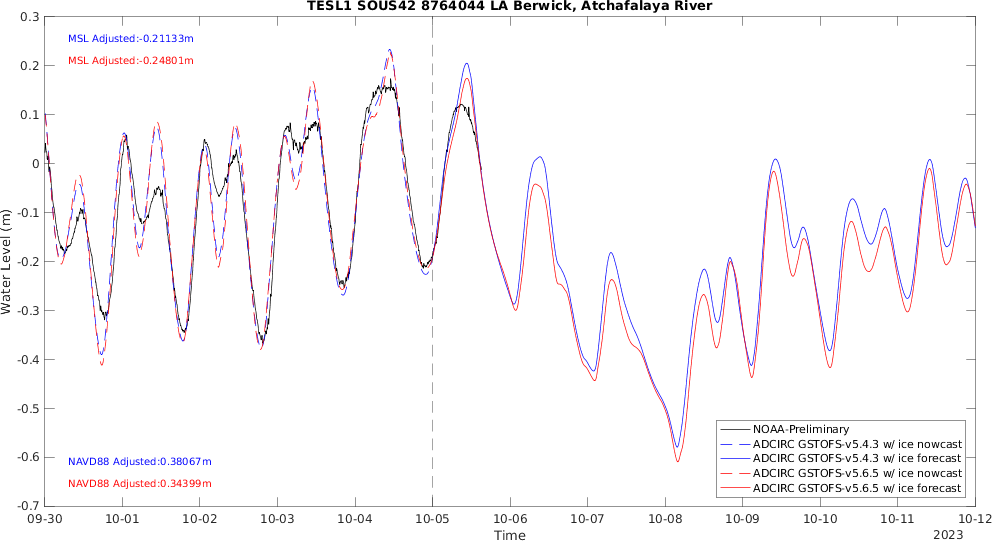 TESL1 SOUS42 8764044 LA Berwick, Atchafalaya River
MSL Adjusted:-0.21133m
MSL Adjusted:-0.24801m
0.3
0.2
0.1
0
-0.1
-0.2
-0.3
-0.4
-0.5
-0.6
-0.7
Water Level (m)
NAVD88 Adjusted:0.38067m
NAVD88 Adjusted:0.34399m
NOAA-Preliminary
ADCIRC GSTOFS-v5.4.3 w/ ice nowcast
ADCIRC GSTOFS-v5.4.3 w/ ice forecast
ADCIRC GSTOFS-v5.6.5 w/ ice nowcast
ADCIRC GSTOFS-v5.6.5 w/ ice forecast
09-30 10-01 10-02 10-03 10-04 10-05 10-06 10-07 10-08 10-09 10-10 10-11 10-12
Time
2023